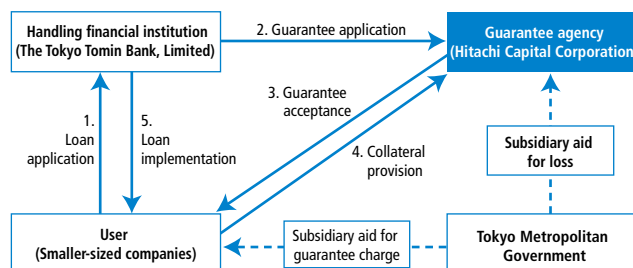 Handling financial institution
(The Tokyo Tomin Bank, Limited)
2. Guarantee application
Guarantee agency
(Hitachi Capital Corporation)
1.
Loan
application
5.
Loan
implementation
3. Guarantee
acceptance
4. Collateral
provision
Subsidiary aid
for loss
User
(Smaller-sized companies)
Subsidiary aid for
guarantee charge
Tokyo Metropolitan
Government